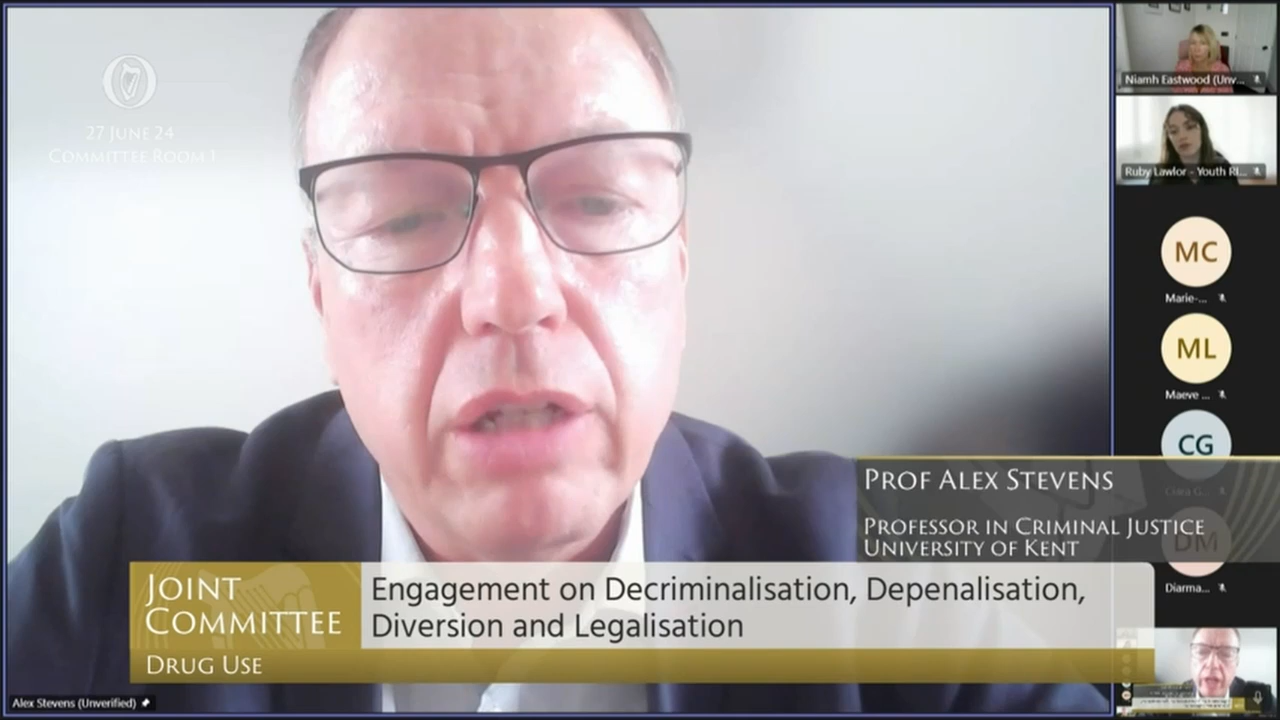 27 JUNE 24
COMMITTEE ROOM 1
Niamh Eastwood (Unv...
Ruby Lawlor - Youth RI...
MC
Marie-...
ML
Maeve ...
CG
DM
Diarma...
PROF ALEX STEVENS
PROFESSOR IN CRIMINAL JUSTICE
UNIVERSITY OF KENT
JOINT
COMMITTEE
Engagement on Decriminalisation, Depenalisation,
Diversion and Legalisation
DRUG USE
Alex Stevens (Unverified)